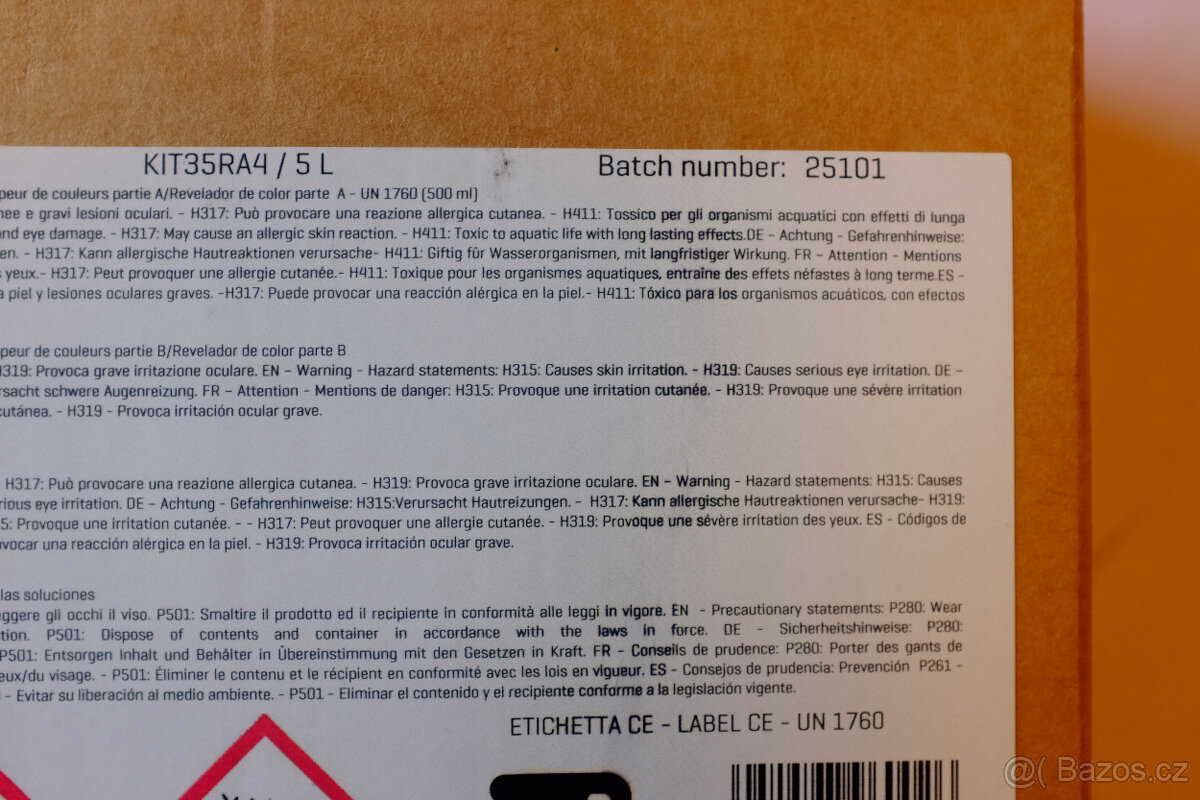 KIT35RA4 / 5 L
Batch number: 25101
peur de couleurs partie A/Revelador de color parte A - UN 1760 (500 ml)
nee e gravi lesioni oculari. - H317: Può provocare una reazione allergica cutanea. - H411: Tossico per gli organismi acquatici con effetti di lunga
and eye damage. - H317: May cause an allergic skin reaction. - H411: Toxic to aquatic life with long lasting effects.DE – Achtung - Gefahrenhinweise:
en. - H317: Kann allergische Hautreaktionen verursache- H411: Giftig für Wasserorganismen, mit langfristiger Wirkung. FR – Attention - Mentions
s yeux.- H317: Peut provoquer une allergie cutanée.- H411: Toxique pour les organismes aquatiques, entraîne des effets néfastes à long terme.ES -
a piel y lesiones oculares graves. -H317: Puede provocar una reacción alérgica en la piel.- H411: Tóxico para los organismos acuáticos, con efectos
peur de couleurs partie B/Revelador de color parte B
H319: Provoca grave irritazione oculare. EN – Warning - Hazard statements: H315: Causes skin irritation. - H319: Causes serious eye irritation. DE –
rsacht schwere Augenreizung. FR – Attention - Mentions de danger: H315: Provoque une irritation cutanée. - H319: Provoque une sévère irritation
cutánea. - H319 - Provoca irritación ocular grave.
H317: Può provocare una reazione allergica cutanea. - H319: Provoca grave irritazione oculare. EN – Warning - Hazard statements: H315: Causes
rious eye irritation. DE – Achtung - Gefahrenhinweise: H315:Verursacht Hautreizungen. - H317: Kann allergische Hautreaktionen verursache- H319:
5: Provoque une irritation cutanée. - - H317: Peut provoquer une allergie cutanée. - H319: Provoque une sévère irritation des yeux. ES - Códigos de
vocar una reacción alérgica en la piel. - H319: Provoca irritación ocular grave.
las soluciones
eggere gli occhi il viso. P501: Smaltire il prodotto ed il recipiente in conformità alle leggi in vigore. EN - Precautionary statements: P280: Wear
tion. P501: Dispose of contents and container in accordance with the laws in force. DE - Sicherheitshinweise: P280:
P501: Entsorgen Inhalt und Behälter in Übereinstimmung mit den Gesetzen in Kraft. FR - Conseils de prudence: P280: Porter des gants de
eux/du visage. - P501: Éliminer le contenu et le récipient en conformité avec les lois en vigueur. ES - Consejos de prudencia: Prevención P261 -
- Evitar su liberación al medio ambiente. - P501 - Eliminar el contenido y el recipiente conforme a la legislación vigente.
ETICHETTA CE - LABEL CE - UN 1760
@( Bazos.cz